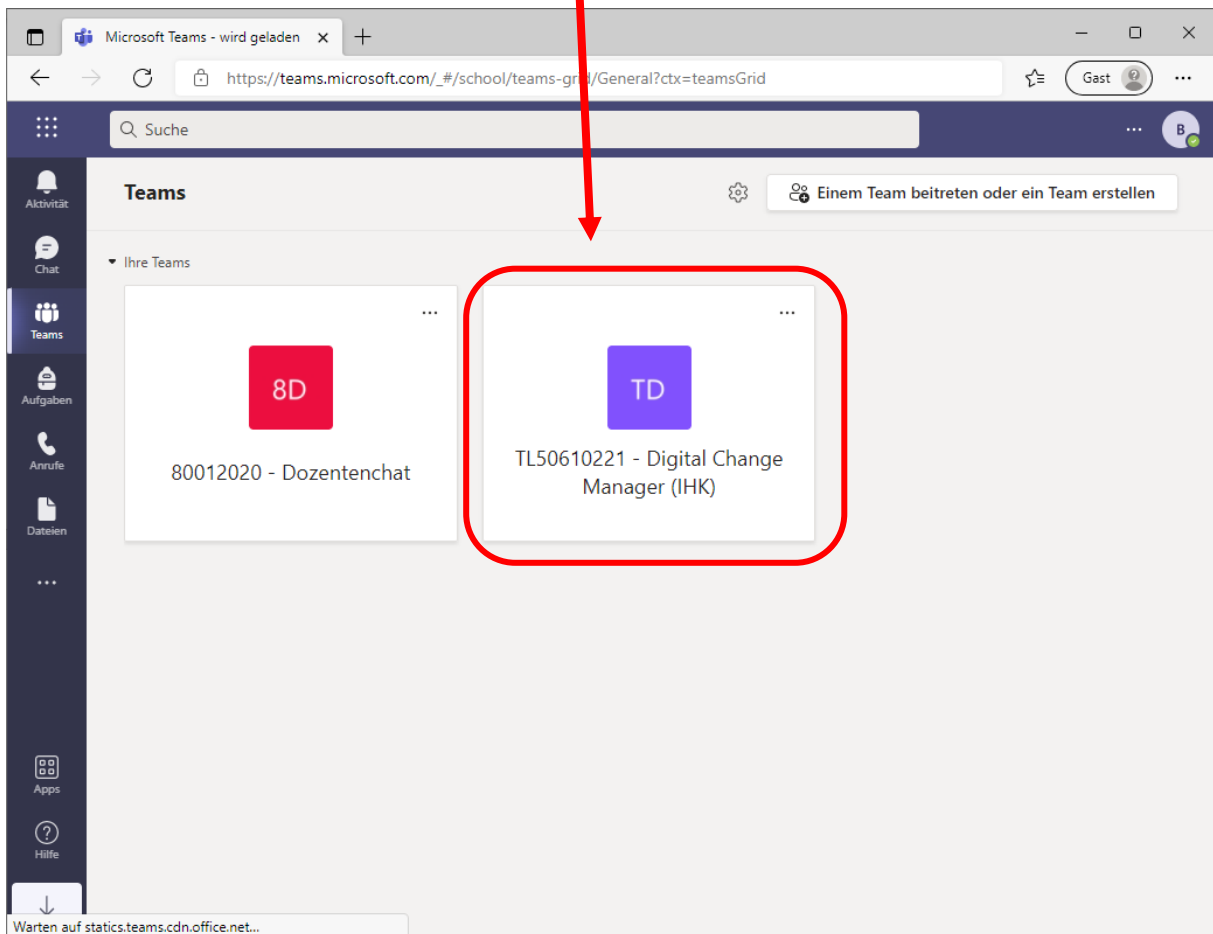 Microsoft Teams - wird geladen
https://teams.microsoft.com/_#/school/teams-grid/General?ctx=teamsGrid
Gast
Suche
B
Aktivität
Chat
Teams
Aufgaben
Anrufe
Dateien
Apps
Hilfe
Teams
Einem Team beitreten oder ein Team erstellen
Ihre Teams
8D
80012020 - Dozentenchat
TD
TL50610221 - Digital Change
Manager (IHK)
Warten auf statics.teams.cdn.office.net...